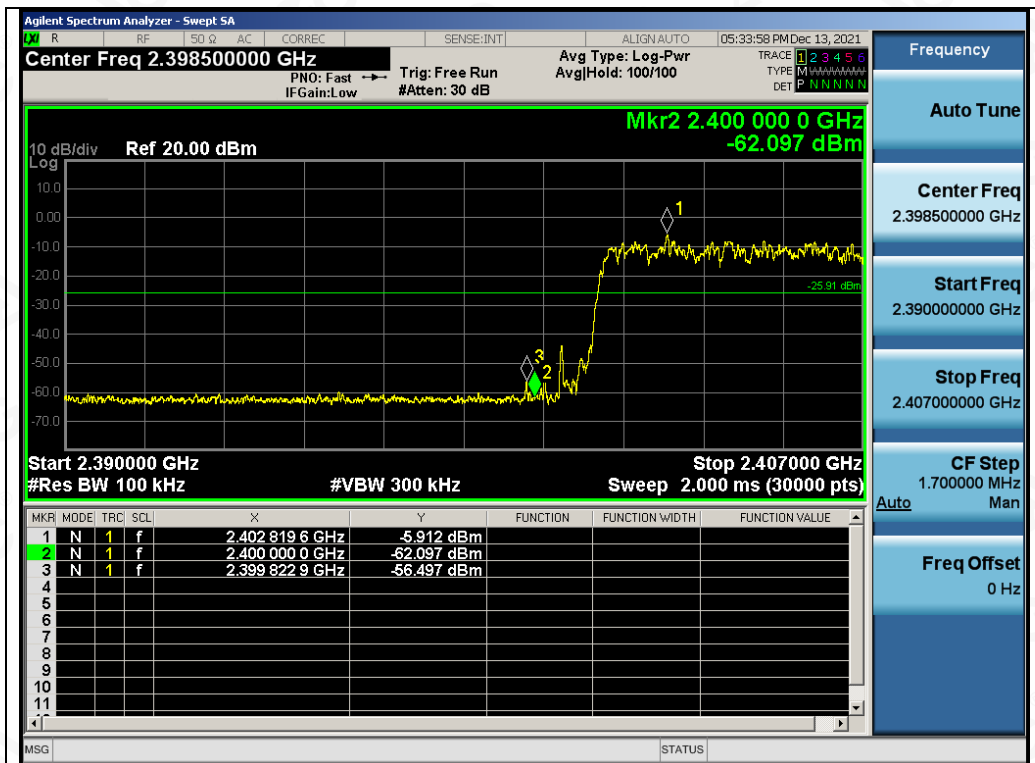 Agilent Spectrum Analyzer - Swept SA
LXI R RF 50 Ω AC CORREC SENSE:INT ALIGN AUTO 05:33:58 PM Dec 13, 2021
Center Freq 2.398500000 GHz
PNO: Fast
IFGain:Low
Trig: Free Run
#Atten: 30 dB
Avg Type: Log-Pwr
Avg|Hold: 100/100
TRACE 1 2 3 4 5 6
TYPE M WWWWW
DET P N N N N N
Mkr2 2.400 000 0 GHz
-62.097 dBm
10 dB/div Ref 20.00 dBm
Log
10.0
0.00
-10.0
-20.0
-30.0
-40.0
-50.0
-60.0
-70.0
1
-25.91 dBm
3
2
Start 2.390000 GHz Stop 2.407000 GHz
#Res BW 100 kHz #VBW 300 kHz Sweep 2.000 ms (30000 pts)
MKR MODE TRC SCL X Y FUNCTION FUNCTION WIDTH FUNCTION VALUE
1 N 1 f 2.402 819 6 GHz -5.912 dBm
2 N 1 f 2.400 000 0 GHz -62.097 dBm
3 N 1 f 2.399 822 9 GHz -56.497 dBm
4
5
6
7
8
9
10
11
MSG STATUS
Frequency
Auto Tune
Center Freq
2.398500000 GHz
Start Freq
2.390000000 GHz
Stop Freq
2.407000000 GHz
CF Step
1.700000 MHz
Auto Man
Freq Offset
0 Hz